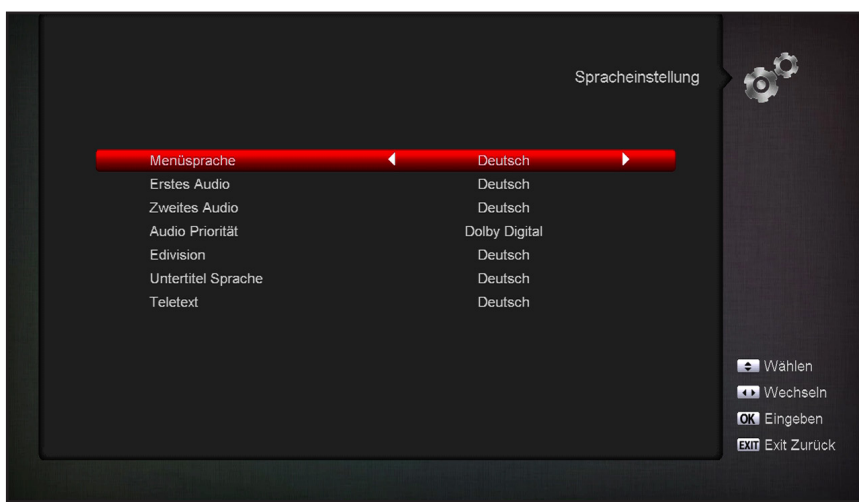 Spracheinstellung
Menüsprache Deutsch
Erstes Audio Deutsch
Zweites Audio Deutsch
Audio Priorität Dolby Digital
Edivision Deutsch
Untertitel Sprache Deutsch
Teletext Deutsch
Wählen
Wechseln
OK Eingeben
EXIT Exit Zurück